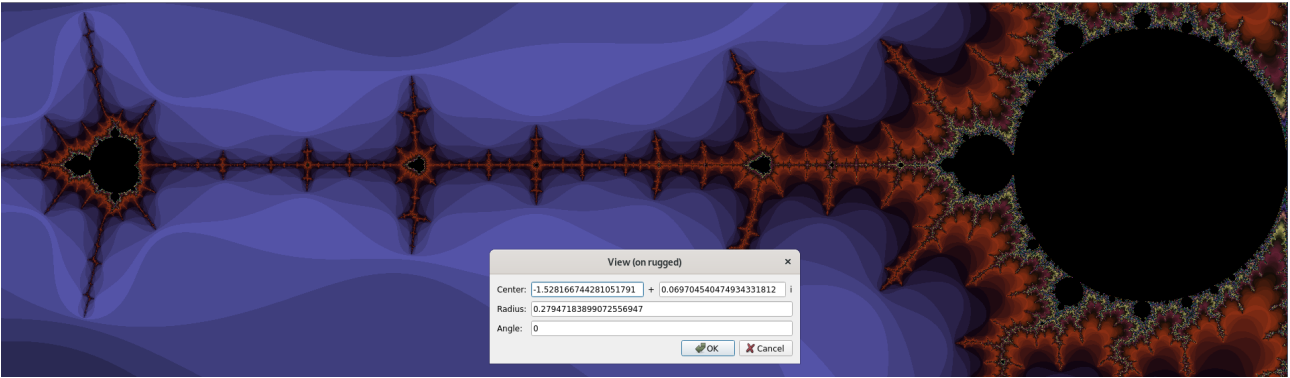 View (on rugged)
×
Center: -1.528166744281051791 + 0.069704540474934331812 i
Radius: 0.27947183899072556947
Angle: 0
OK Cancel